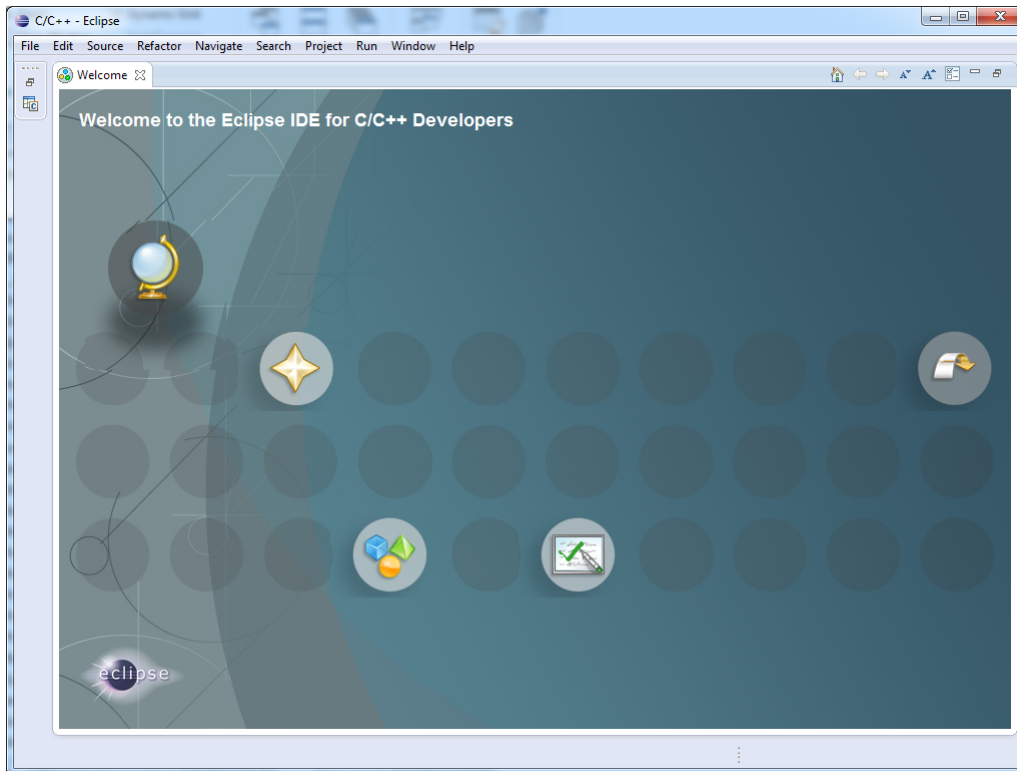 C/C++ - Eclipse
File Edit Source Refactor Navigate Search Project Run Window Help
Welcome
Welcome to the Eclipse IDE for C/C++ Developers
eclipse